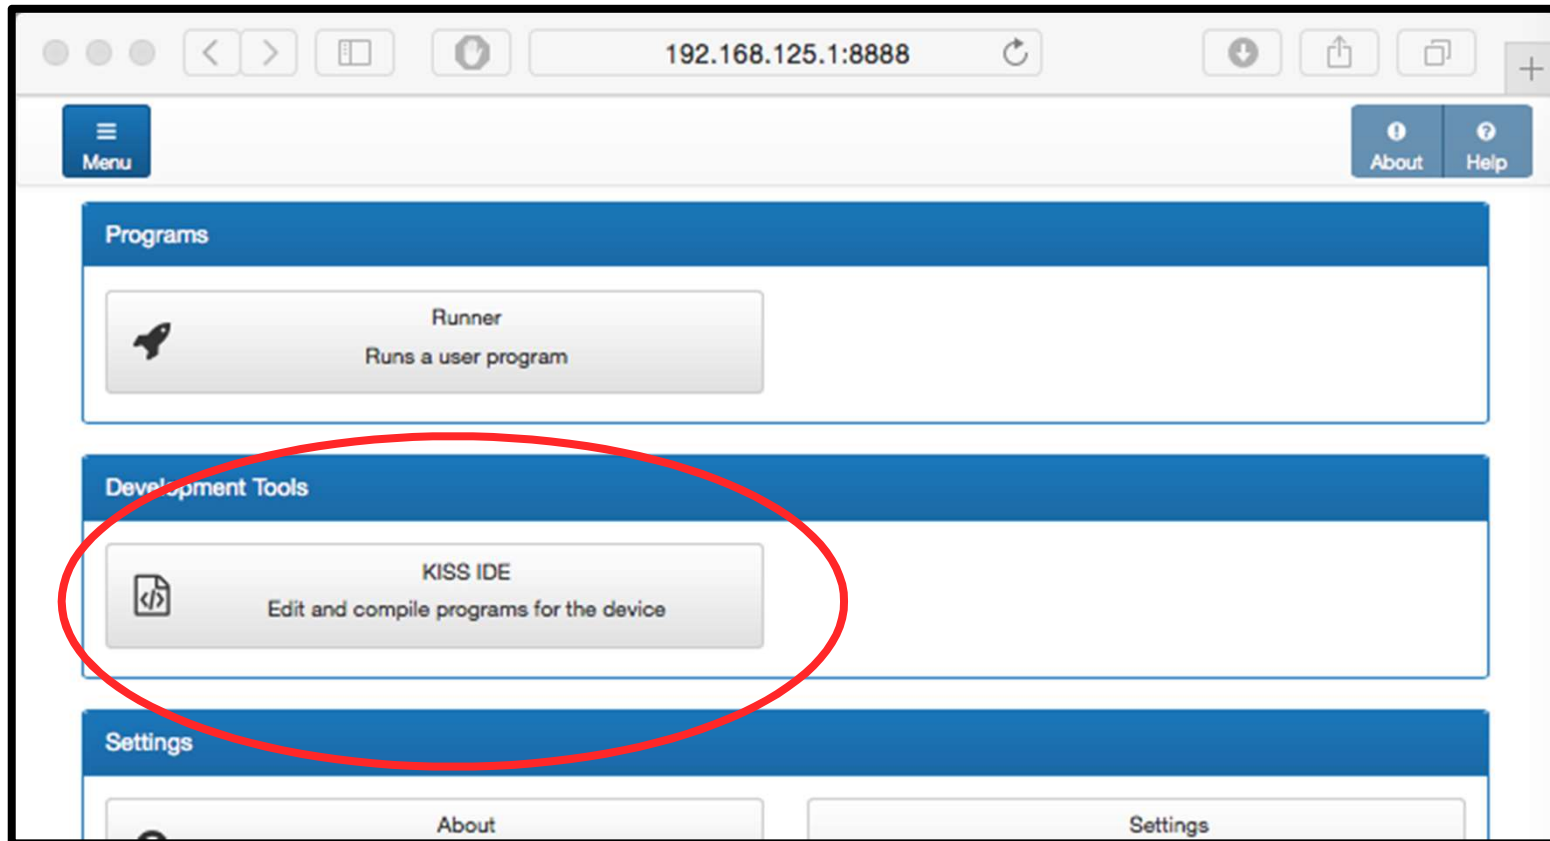 192.168.125.1:8888
Menu
About
Help
Programs
Runner
Runs a user program
Development Tools
KISS IDE
Edit and compile programs for the device
Settings
About
Settings